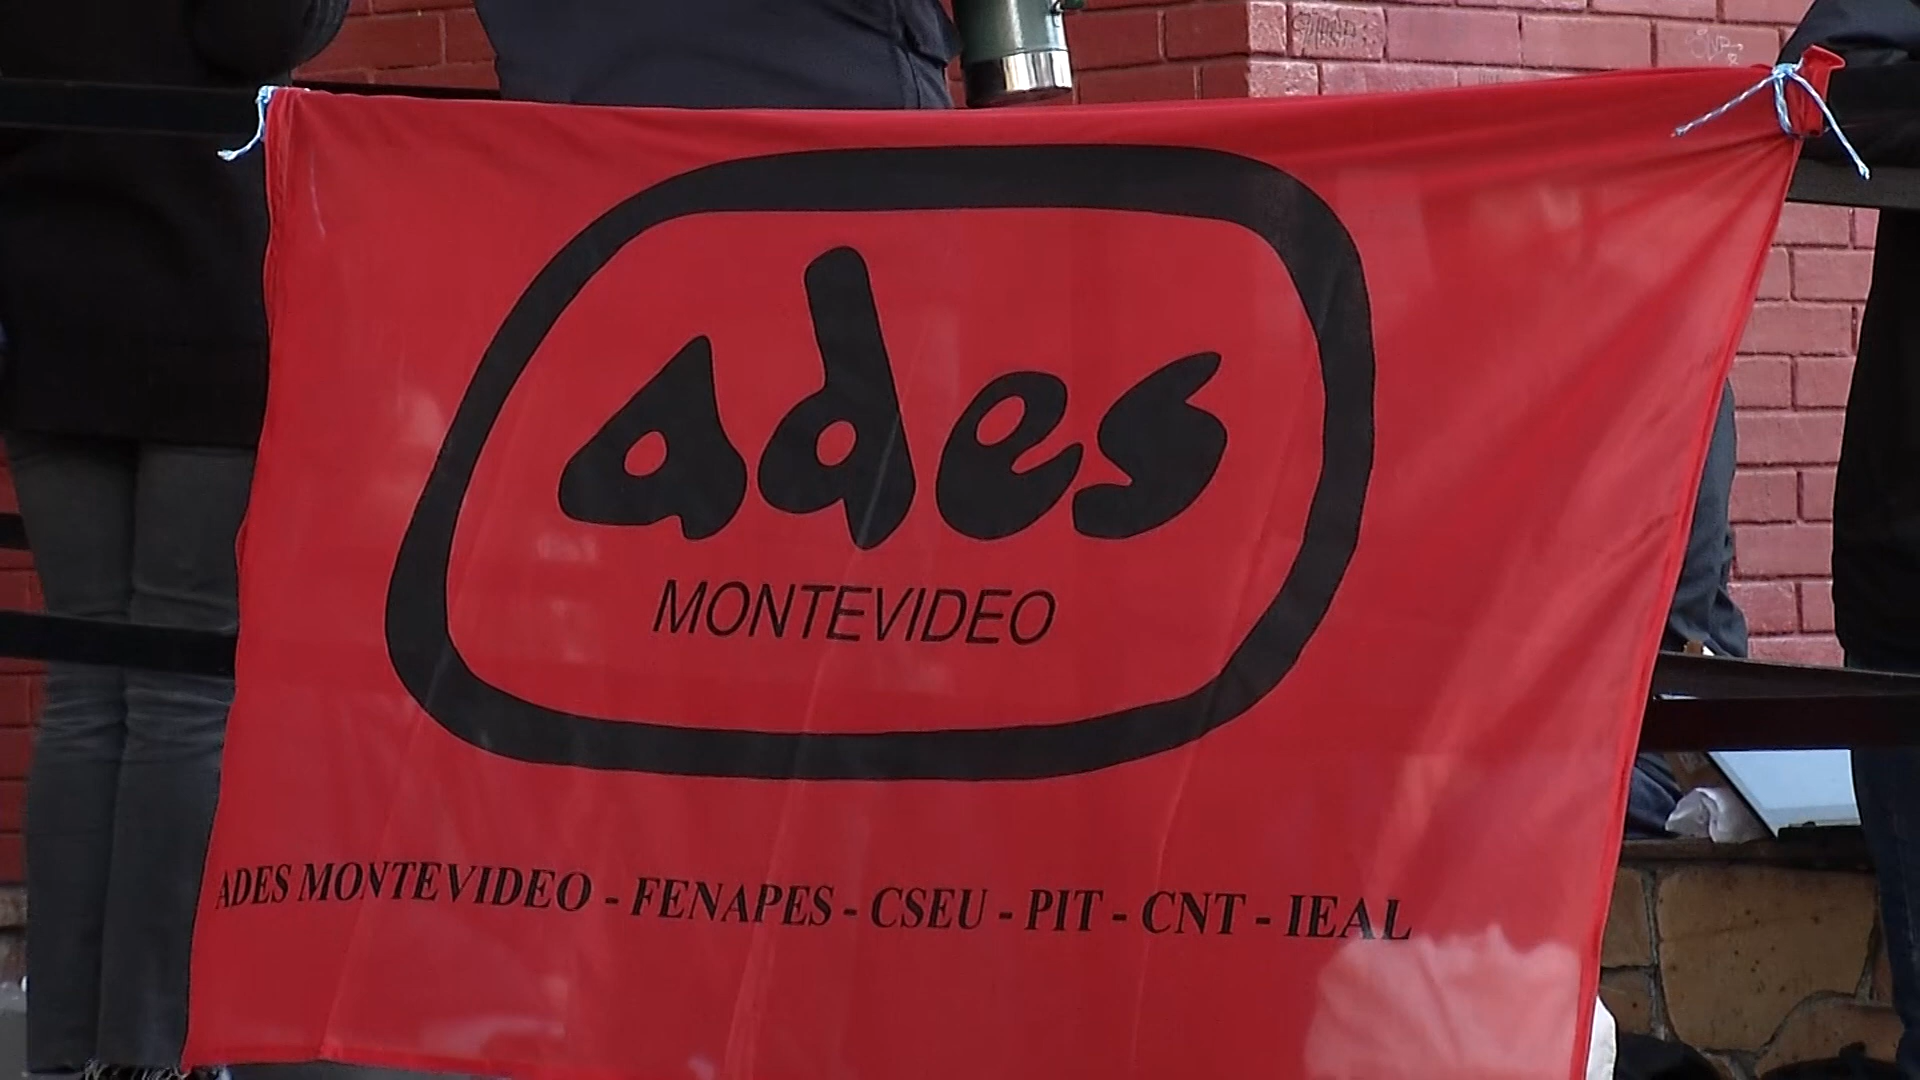 ades
MONTEVIDEO
ADES MONTEVIDEO - FENAPES - CSEU - PIT - CNT - IEAL